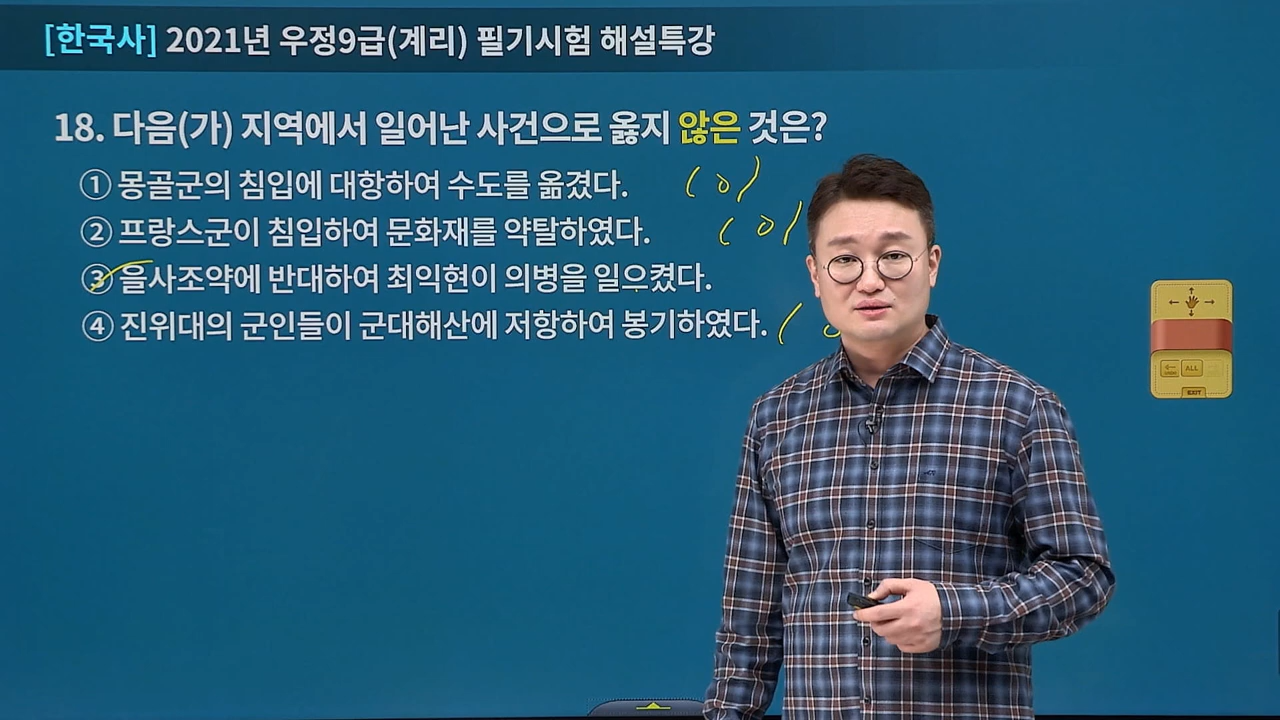 [한국사] 2021년 우정9급(계리) 필기시험 해설특강
18. 다음(가) 지역에서 일어난 사건으로 옳지 않은 것은?
① 몽골군의 침입에 대항하여 수도를 옮겼다. (o)
② 프랑스군이 침입하여 문화재를 약탈하였다. (o)
③ 을사조약에 반대하여 최익현이 의병을 일으켰다.
④ 진위대의 군인들이 군대해산에 저항하여 봉기하였다. (
ALL
EXIT